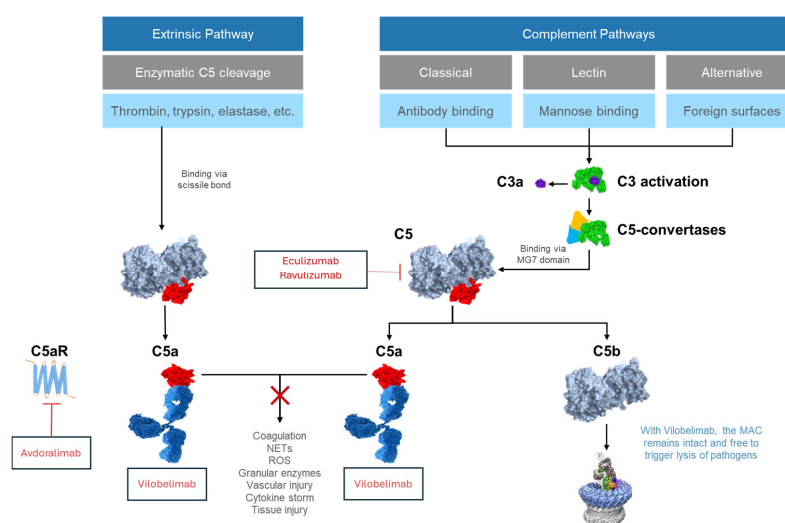 Extrinsic Pathway
Enzymatic C5 cleavage
Thrombin, trypsin, elastase, etc.
Complement Pathways
Classical
Lectin
Alternative
Antibody binding
Mannose binding
Foreign surfaces
Binding via
scissile bond
C3a
C3 activation
C5-convertases
C5
Binding via
MG7 domain
Eculizumab
Ravulizumab
C5aR
C5a
C5a
C5b
Avdoralimab
Vilobelimab
Coagulation
NETs
ROS
Granular enzymes
Vascular injury
Cytokine storm
Tissue injury
Vilobelimab
With Vilobelimab, the MAC
remains intact and free to
trigger lysis of pathogens